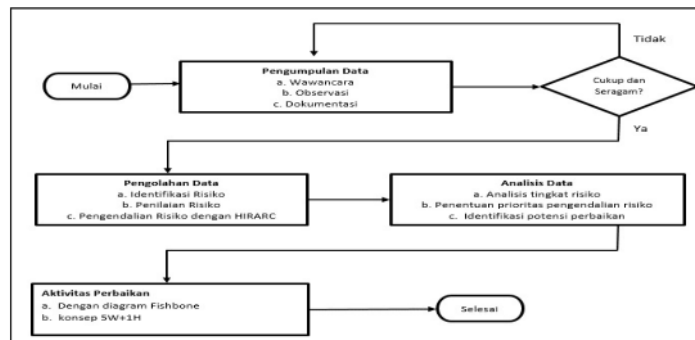 Tidak
Mulai
Pengumpulan Data
a. Wawancara
b. Observasi
c. Dokumentasi
Cukup dan
Seragam?
Ya
Pengolahan Data
a. Identifikasi Risiko
b. Penilaian Risiko
c. Pengendalian Risiko dengan HIRARC
Analisis Data
a. Analisis tingkat risiko
b. Penentuan prioritas pengendalian risiko
c. Identifikasi potensi perbaikan
Aktivitas Perbaikan
a. Dengan diagram Fishbone
b. konsep 5W+1H
Selesai